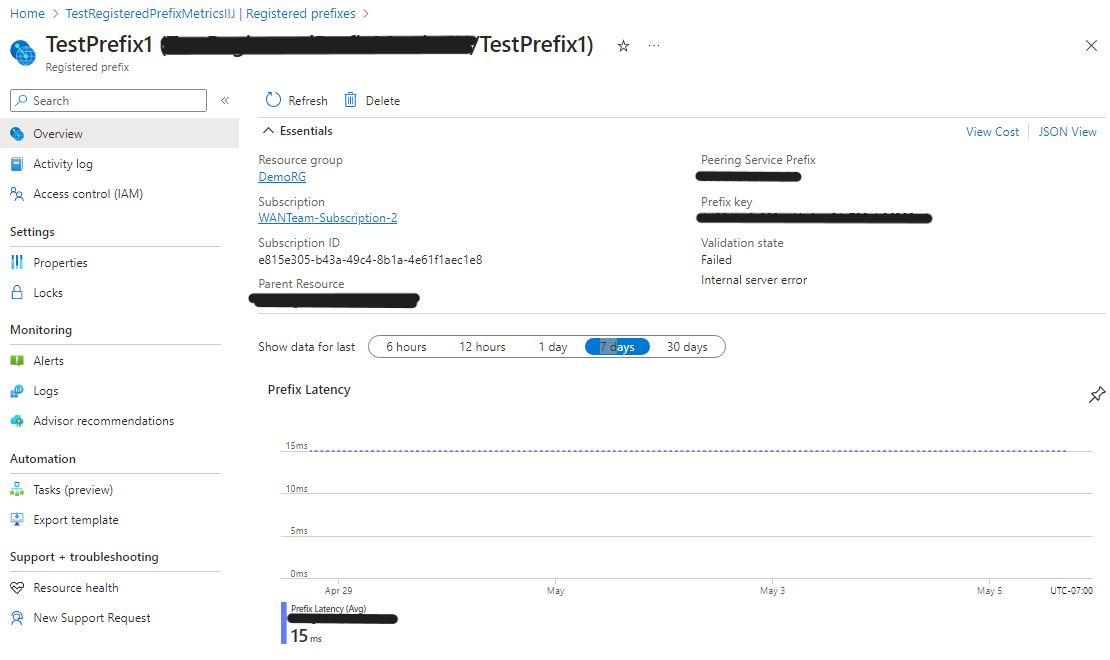 Home > TestRegisteredPrefixMetricsIIJ | Registered prefixes >
TestPrefix1 ( /TestPrefix1)
Registered prefix
Search
Overview
Activity log
Access control (IAM)
Settings
Properties
Locks
Monitoring
Alerts
Logs
Advisor recommendations
Automation
Tasks (preview)
Export template
Support + troubleshooting
Resource health
New Support Request
Refresh
Delete
Essentials
View Cost
JSON View
Resource group
DemoRG
Subscription
WANTeam-Subscription-2
Subscription ID
e815e305-b43a-49c4-8b1a-4e61f1aec1e8
Parent Resource
Peering Service Prefix
Prefix key
Validation state
Failed
Internal server error
Show data for last 6 hours 12 hours 1 day 7 days 30 days
Prefix Latency
15ms
10ms
5ms
0ms
Apr 29 May May 3 May 5 UTC-07:00
Prefix Latency (Avg)
15 ms